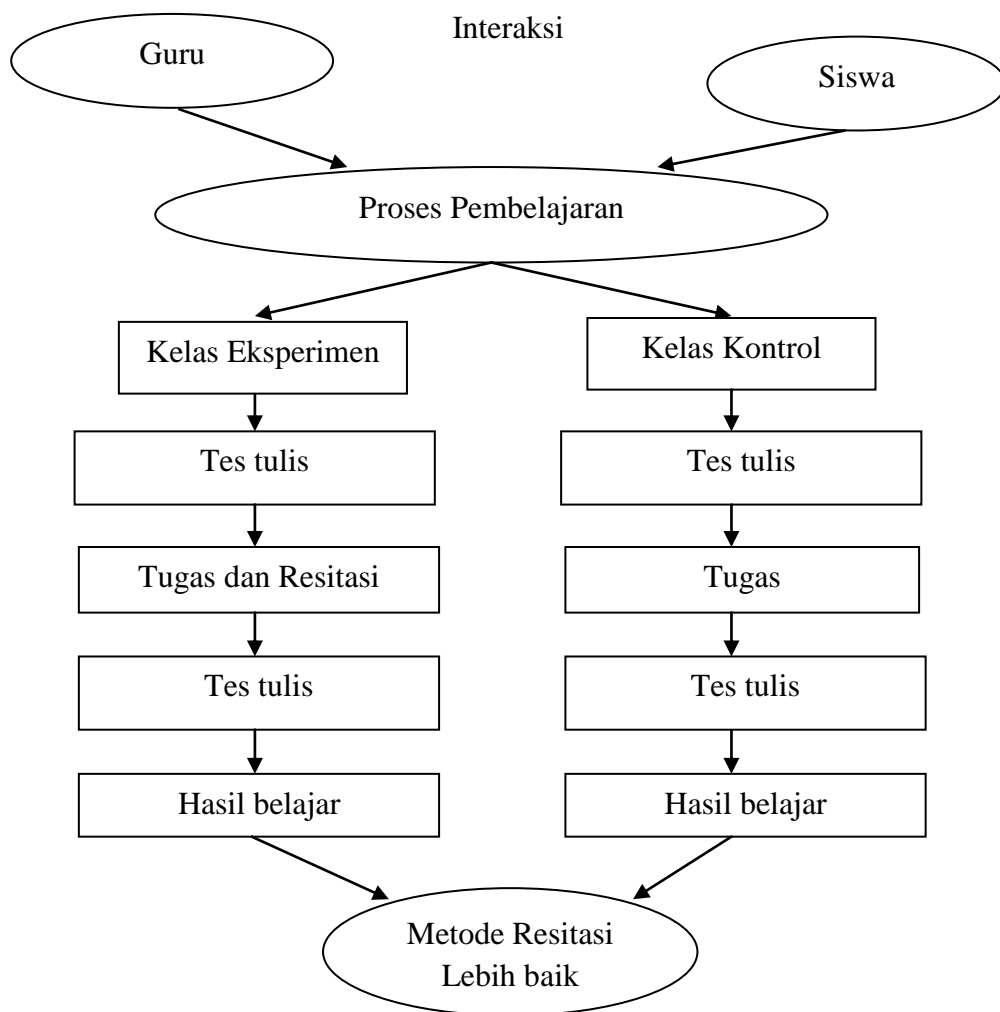 Interaksi
Guru
Siswa
Proses Pembelajaran
Kelas Eksperimen
Kelas Kontrol
Tes tulis
Tes tulis
Tugas dan Resitasi
Tugas
Tes tulis
Tes tulis
Hasil belajar
Hasil belajar
Metode Resitasi
Lebih baik